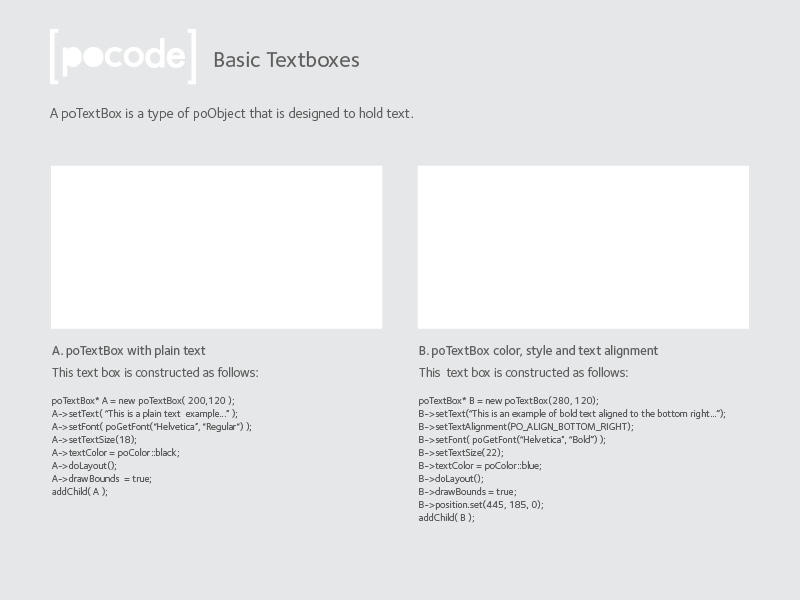 [pocode] Basic Textboxes
A poTextBox is a type of poObject that is designed to hold text.
A. poTextBox with plain text
This text box is constructed as follows:
poTextBox* A = new poTextBox( 200,120 );
A->setText( “This is a plain text  example...” );
A->setFont( poGetFont(“Helvetica”, “Regular”) );
A->setTextSize(18);
A->textColor = poColor::black;
A->doLayout();
A->drawBounds  = true;
addChild( A );
B. poTextBox color, style and text alignment
This  text box is constructed as follows:
poTextBox* B = new poTextBox(280, 120);
B->setText(“This is an example of bold text aligned to the bottom right...”);
B->setTextAlignment(PO_ALIGN_BOTTOM_RIGHT);
B->setFont( poGetFont(“Helvetica”, “Bold”) );
B->setTextSize(22);
B->textColor = poColor::blue;
B->doLayout();
B->drawBounds = true;
B->position.set(445, 185, 0);
addChild( B );